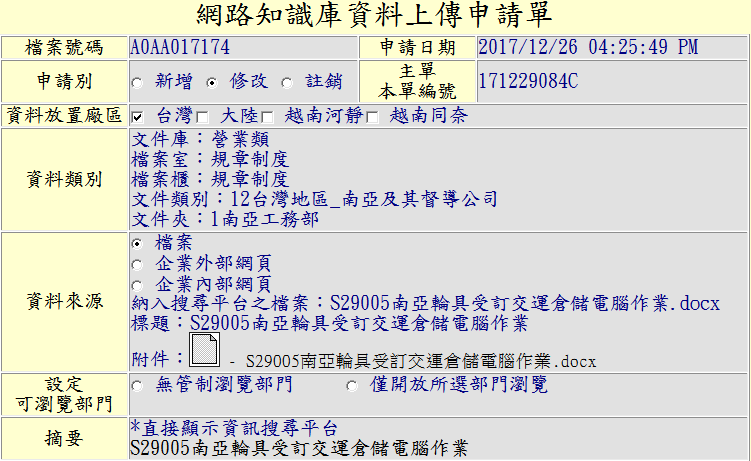 網路知識庫資料上傳申請單
檔案號碼 A0AA017174 申請日期 2017/12/26 04:25:49 PM
申請別 新增 修改 註銷 主單
本單編號 171229084C
資料放置廠區 台灣 大陸 越南河靜 越南同奈
資料類別
文件庫：營業類
檔案室：規章制度
檔案櫃：規章制度
文件類別：12台灣地區_南亞及其督導公司
文件夾：1南亞工務部
資料來源
檔案
企業外部網頁
企業內部網頁
納入搜尋平台之檔案：S29005南亞輪具受訂交運倉儲電腦作業.docx
標題：S29005南亞輪具受訂交運倉儲電腦作業
附件： - S29005南亞輪具受訂交運倉儲電腦作業.docx
設定
可瀏覽部門
無管制瀏覽部門 僅開放所選部門瀏覽
摘要
*直接顯示資訊搜尋平台
S29005南亞輪具受訂交運倉儲電腦作業